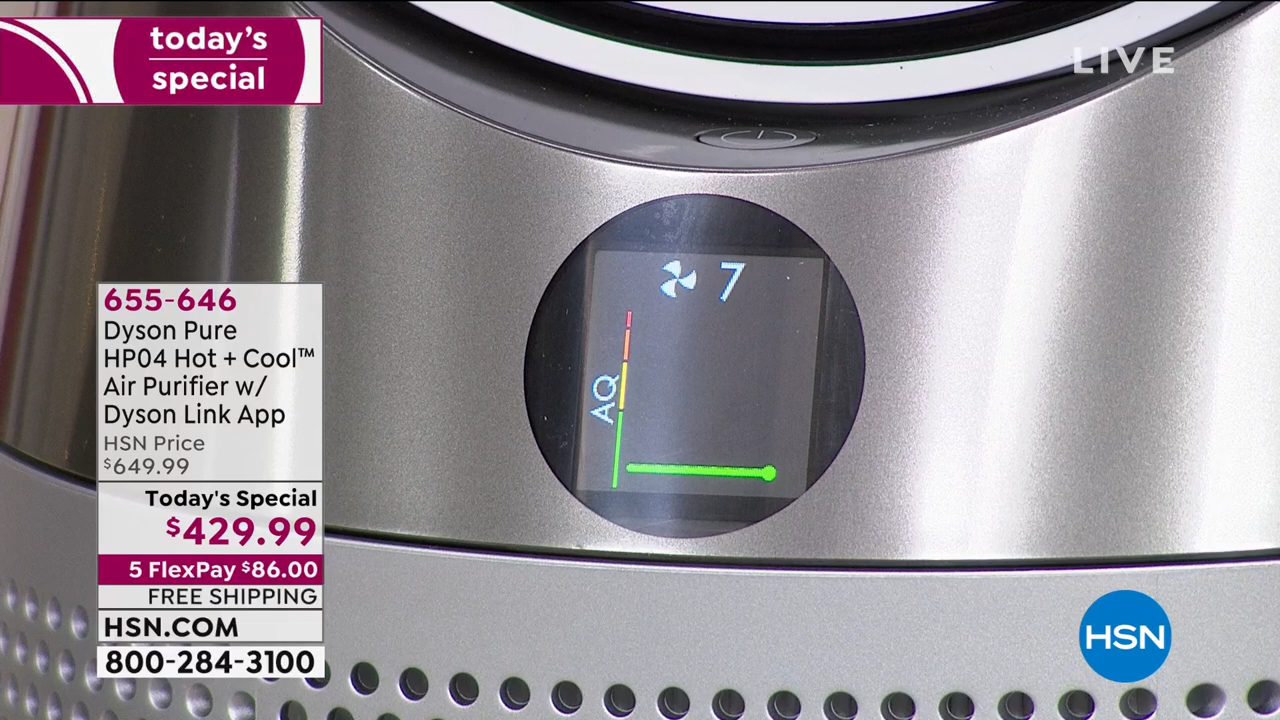 today's
special
LIVE
7
AQ
655-646
Dyson Pure
HP04 Hot + Cool™
Air Purifier w/
Dyson Link App
HSN Price
$649.99
Today's Special
$429.99
5 FlexPay $86.00
FREE SHIPPING
HSN.COM
800-284-3100
HSN